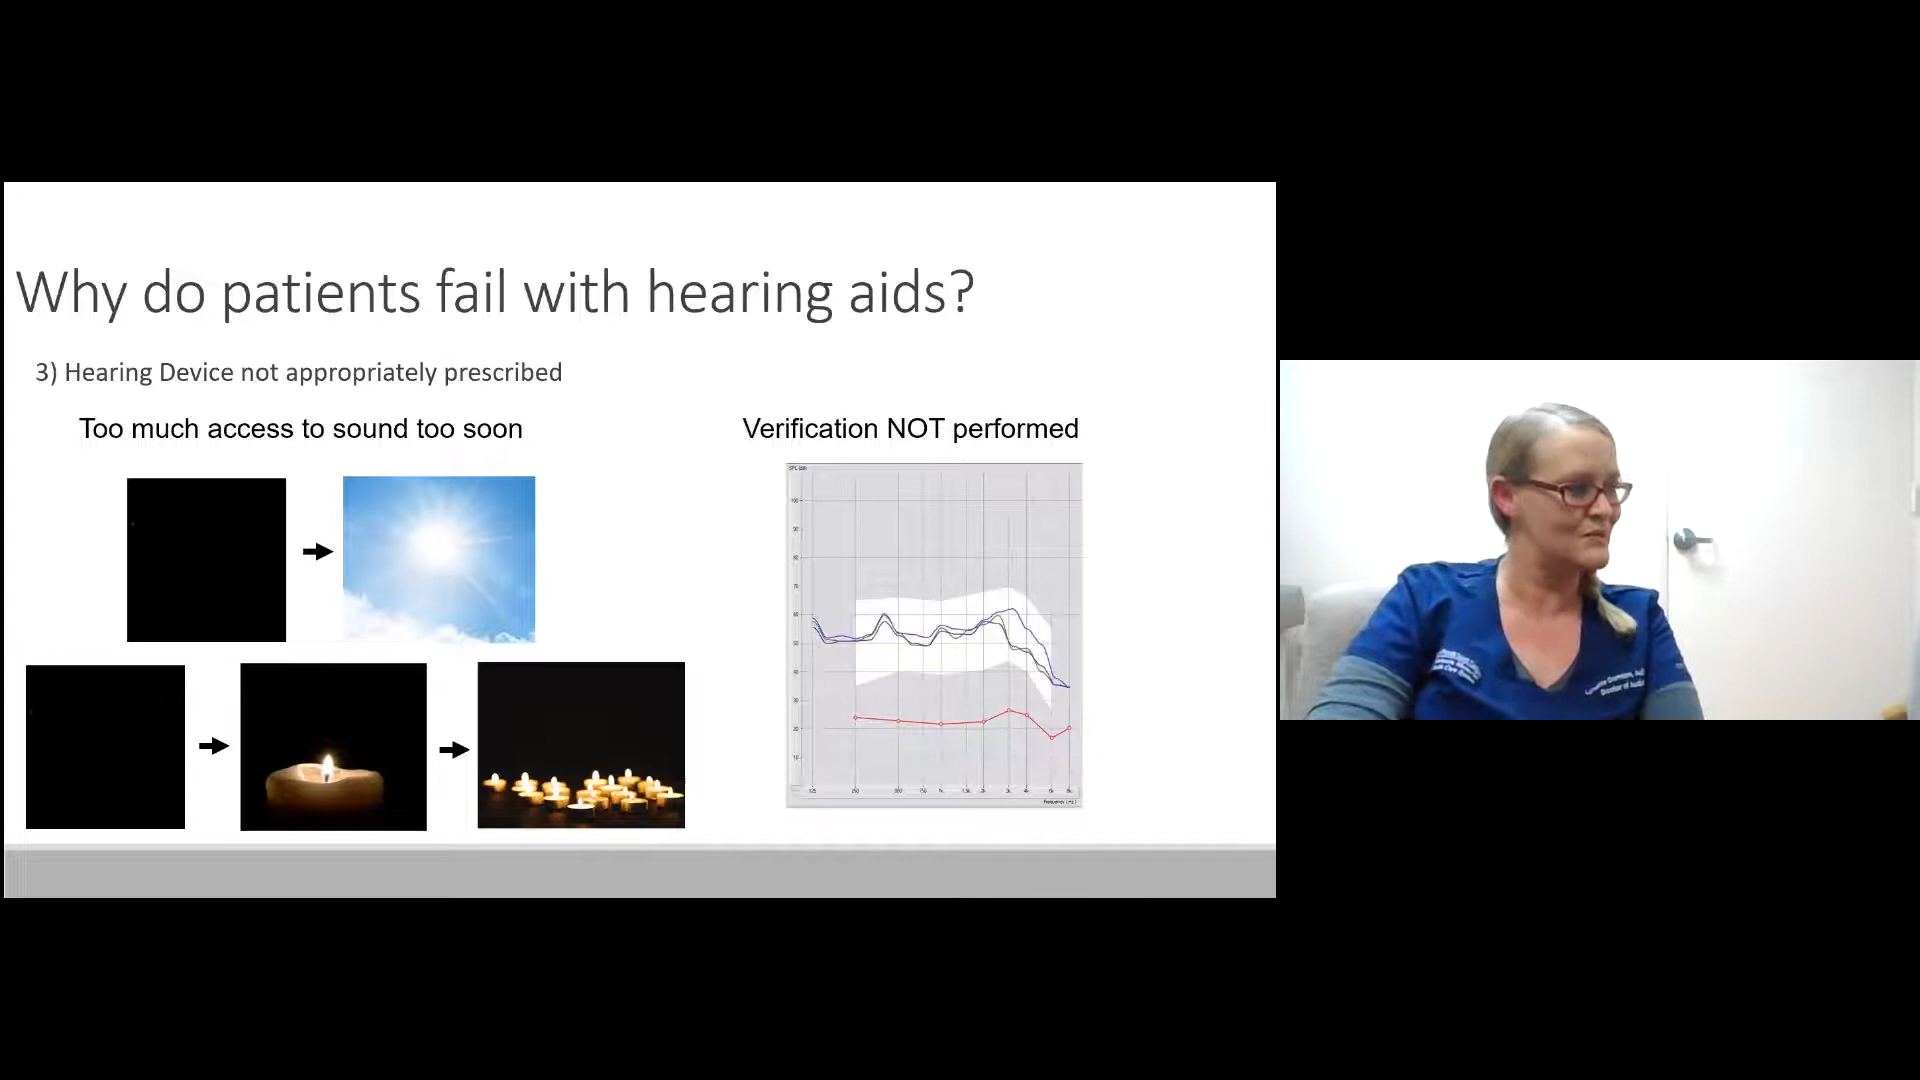 Why do patients fail with hearing aids?
3) Hearing Device not appropriately prescribed
Too much access to sound too soon
Verification NOT performed